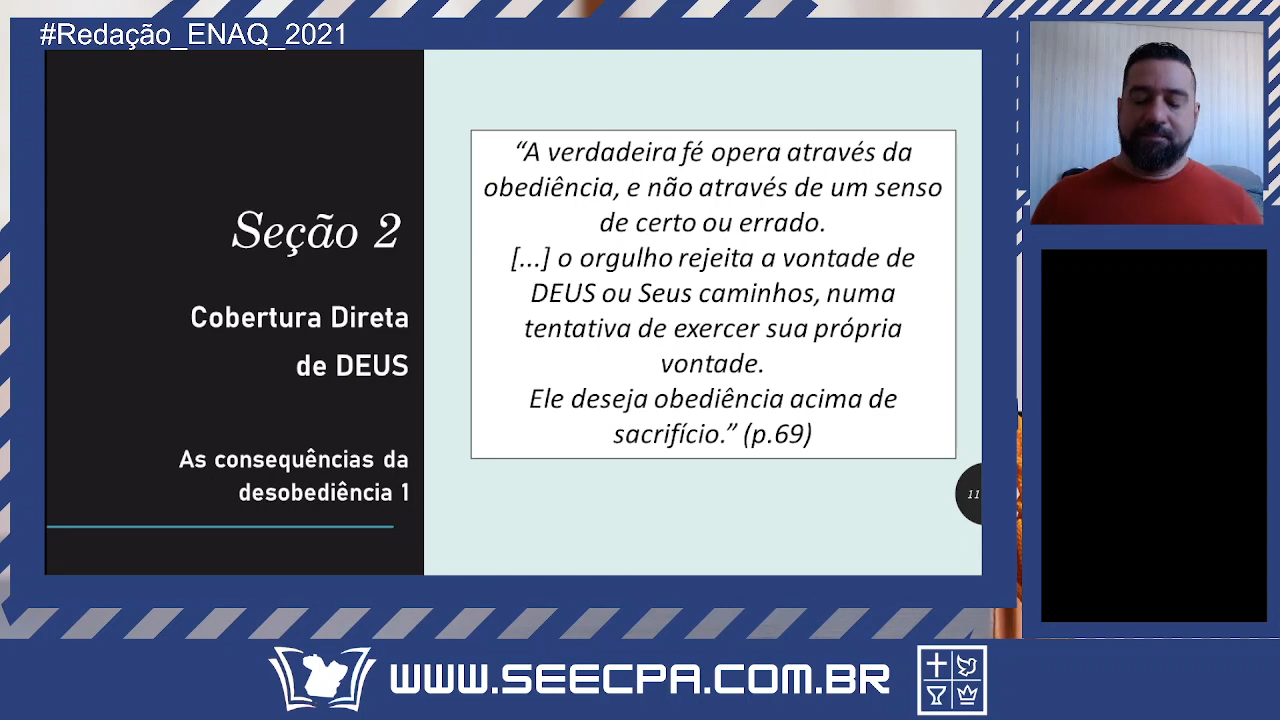 #Redação_ENAQ_2021
Seção 2
Cobertura Direta
de DEUS
As consequências da
desobediência 1
“A verdadeira fé opera através da
obediência, e não através de um senso
de certo ou errado.
[...] o orgulho rejeita a vontade de
DEUS ou Seus caminhos, numa
tentativa de exercer sua própria
vontade.
Ele deseja obediência acima de
sacrifício.” (p.69)
11
WWW.SEECPA.COM.BR